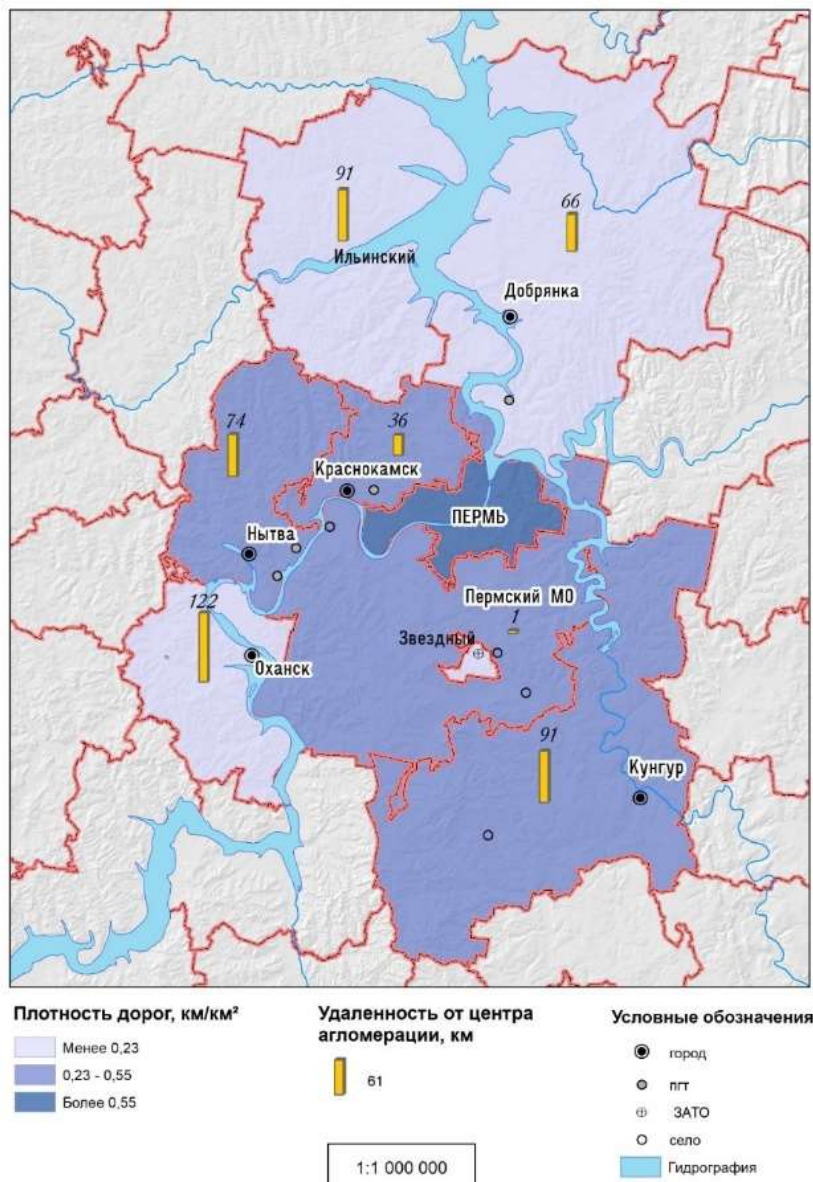 91
66
Ильинский
Добрянка
74
36
Краснокамск
ПЕРМЬ
Нытва
Пермский МО
122
1
Звездный
Оханск
91
Кунгур
Плотность дорог, км/км²
Менее 0,23
0,23 - 0,55
Более 0,55
Удаленность от центра
агломерации, км
61
1:1 000 000
Условные обозначения
город
пгт
ЗАТО
село
Гидрография